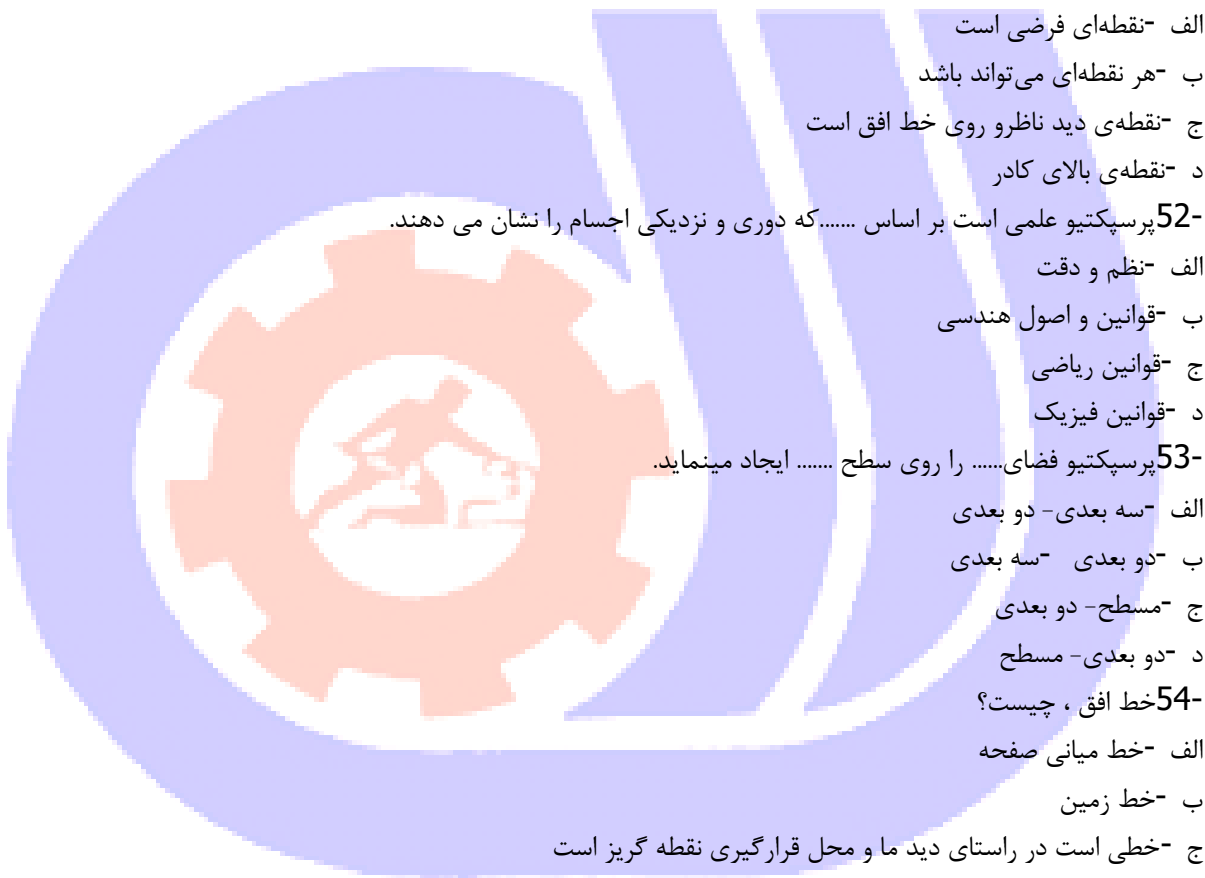 الف -نقطه‌ای فرضی است
ب -هر نقطه‌ای می‌تواند باشد
ج -نقطه‌ی دید ناظرو روی خط افق است
د -نقطه‌ی بالای کادر
52-پرسپکتیو علمی است بر اساس .......که دوری و نزدیکی اجسام را نشان می دهند.
الف -نظم و دقت
ب -قوانین و اصول هندسی
ج -قوانین ریاضی
د -قوانین فیزیک
53-پرسپکتیو فضای...... را روی سطح ....... ایجاد مینماید.
الف -سه بعدی- دو بعدی
ب -دو بعدی -سه بعدی
ج -مسطح- دو بعدی
د -دو بعدی- مسطح
54-خط افق ، چیست؟
الف -خط میانی صفحه
ب -خط زمین
ج -خطی است در راستای دید ما و محل قرارگیری نقطه گریز است